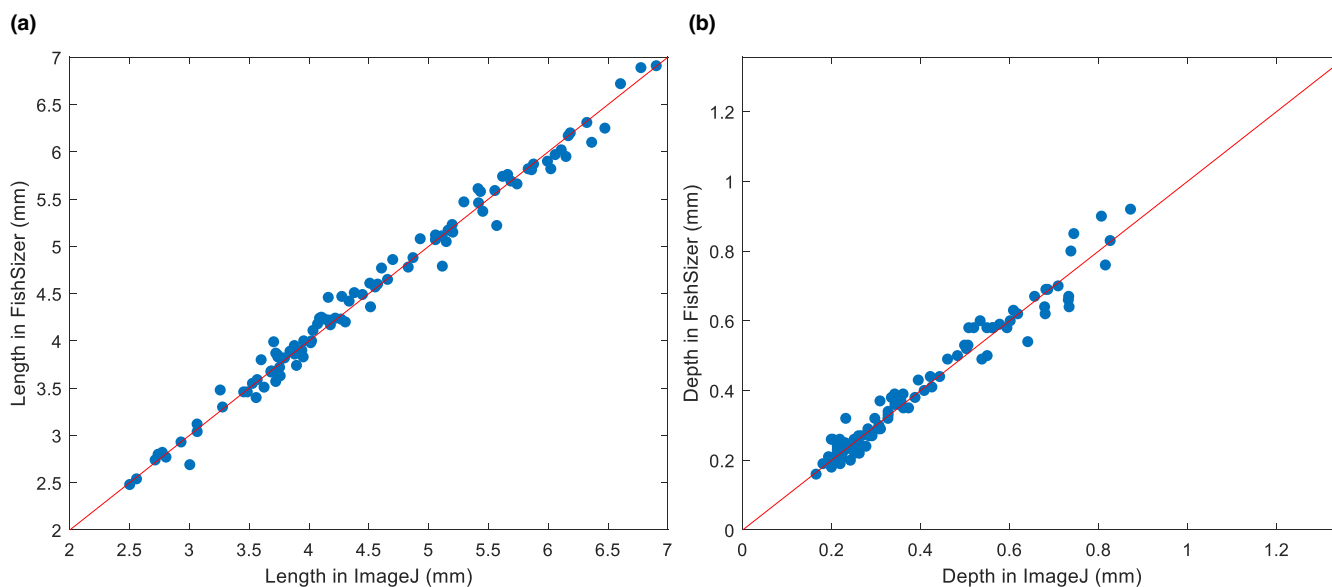 (a)
7
6.5
6
5.5
5
4.5
4
3.5
3
2.5
2
Length in FishSizer (mm)
2 2.5 3 3.5 4 4.5 5 5.5 6 6.5 7
Length in ImageJ (mm)
(b)
1.2
1
0.8
0.6
0.4
0.2
0
Depth in FishSizer (mm)
0 0.2 0.4 0.6 0.8 1 1.2
Depth in ImageJ (mm)